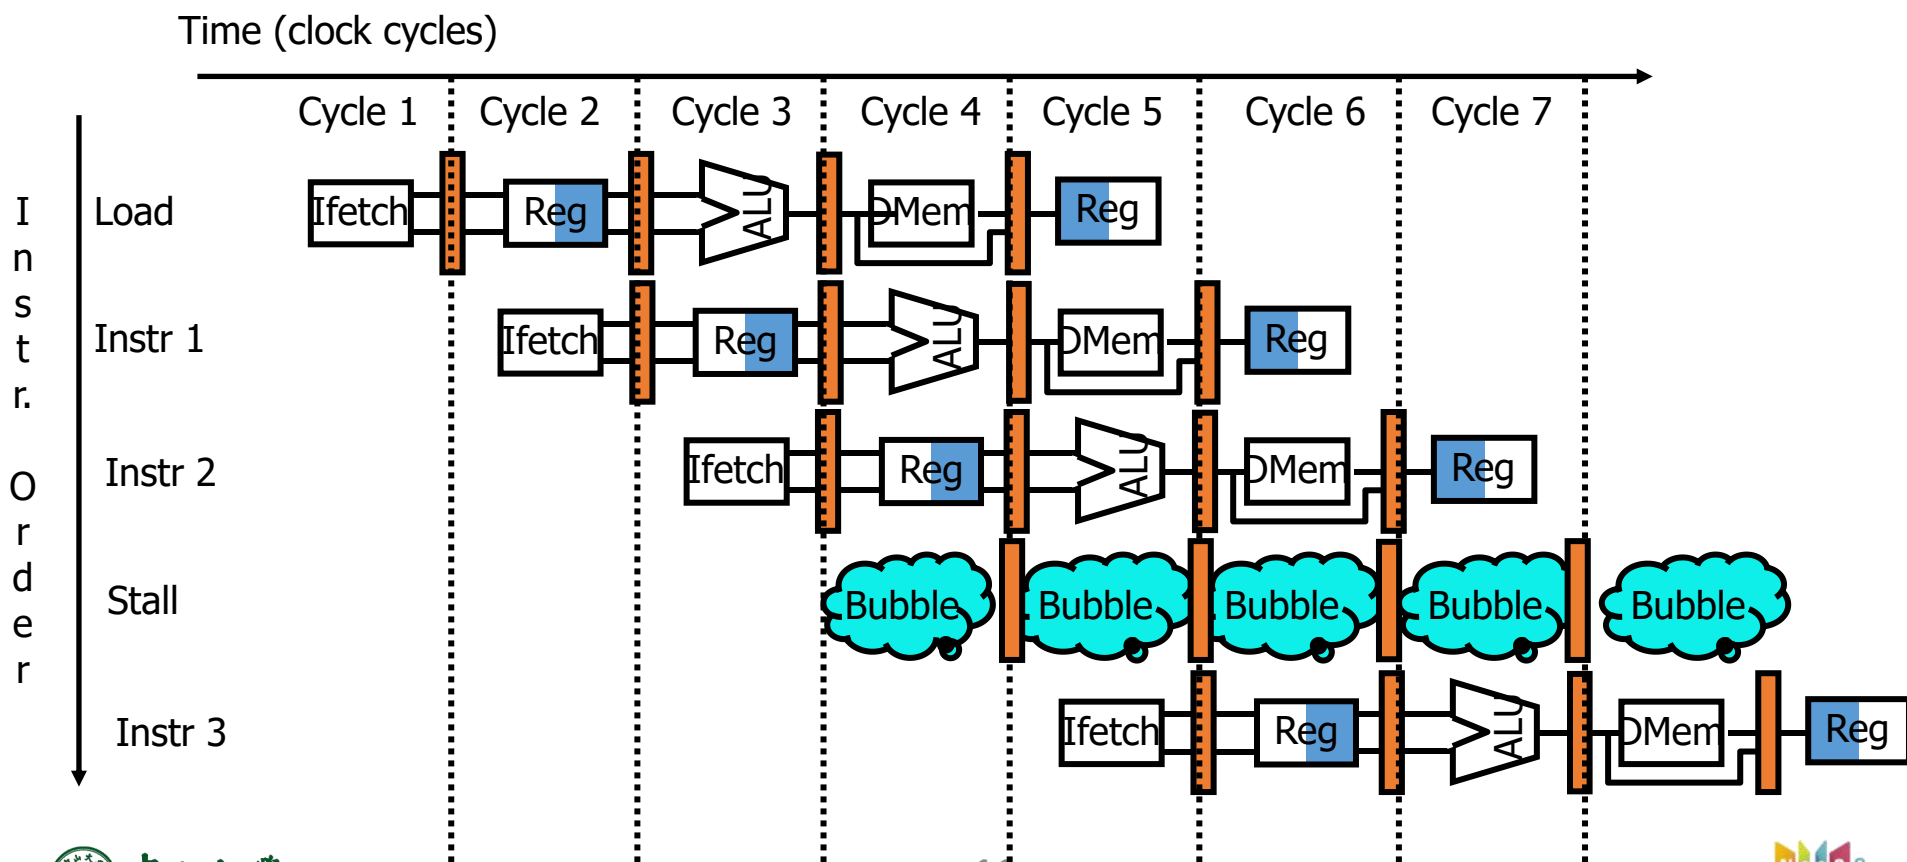 Time (clock cycles)
Cycle 1 Cycle 2 Cycle 3 Cycle 4 Cycle 5 Cycle 6 Cycle 7
Instr. Order
Load Ifetch Reg ALU DMem Reg
Instr 1 Ifetch Reg ALU DMem Reg
Instr 2 Ifetch Reg ALU DMem Reg
Stall Bubble Bubble Bubble Bubble Bubble
Instr 3 Ifetch Reg ALU DMem Reg